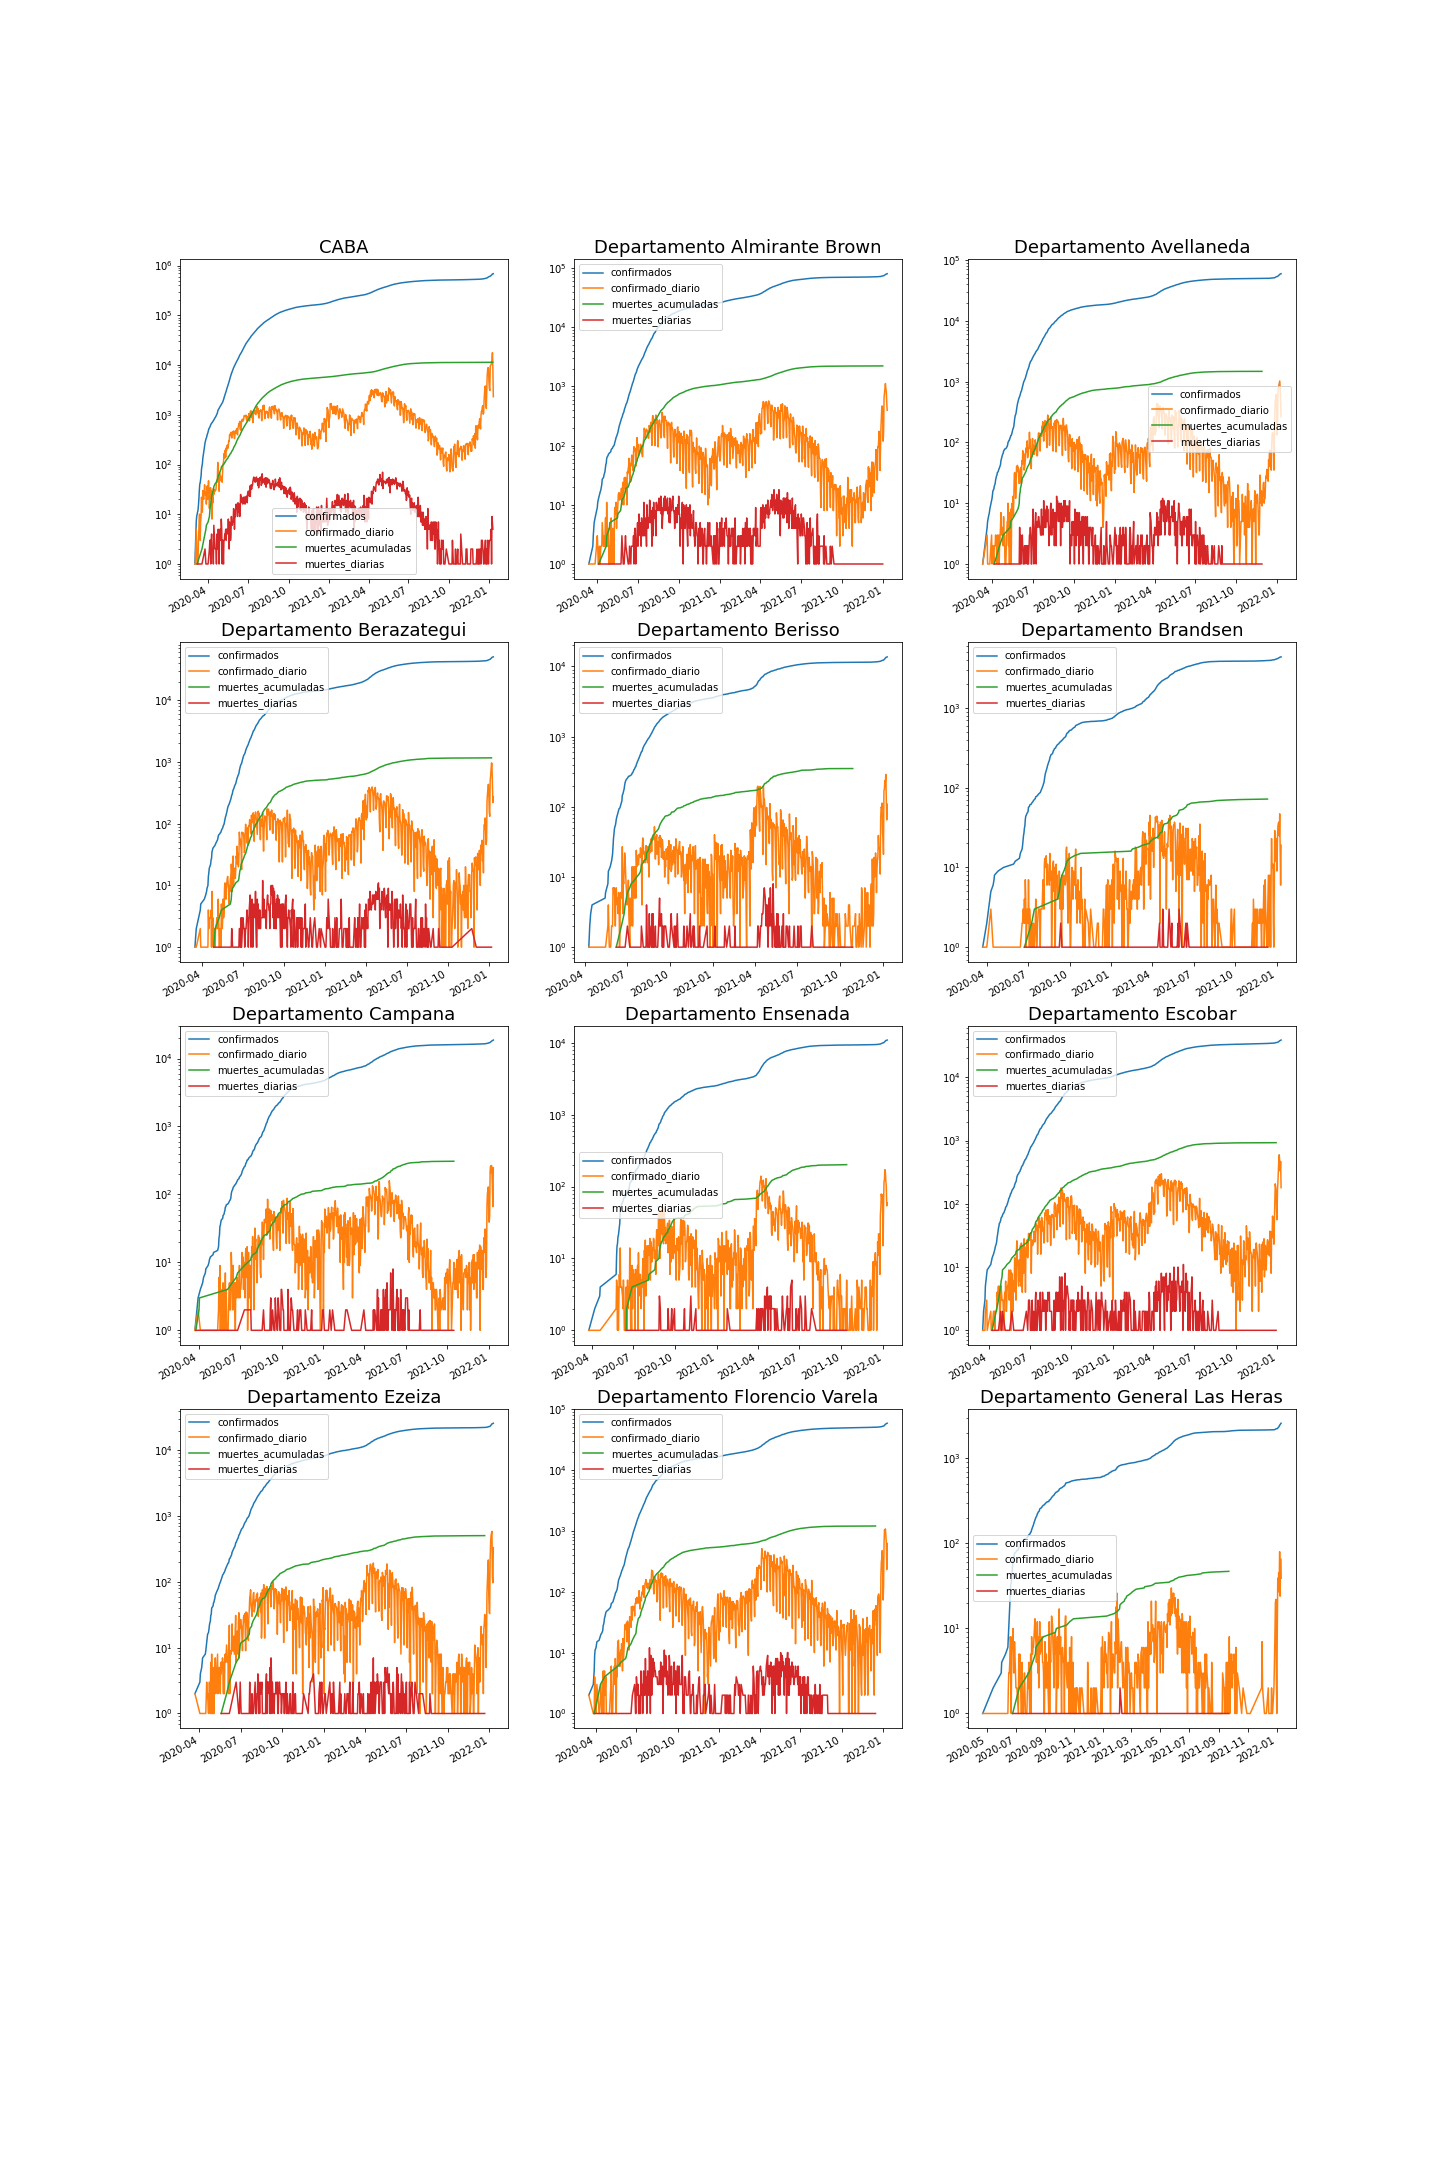 CABA
10⁶
10⁵
10⁴
10³
10²
10¹
10⁰
confirmados
confirmado_diario
muertes_acumuladas
muertes_diarias
2020-04 2020-07 2020-10 2021-01 2021-04 2021-07 2021-10 2022-01
Departamento Almirante Brown
10⁵
10⁴
10³
10²
10¹
10⁰
confirmados
confirmado_diario
muertes_acumuladas
muertes_diarias
2020-04 2020-07 2020-10 2021-01 2021-04 2021-07 2021-10 2022-01
Departamento Avellaneda
10⁵
10⁴
10³
10²
10¹
10⁰
confirmados
confirmado_diario
muertes_acumuladas
muertes_diarias
2020-04 2020-07 2020-10 2021-01 2021-04 2021-07 2021-10 2022-01
Departamento Berazategui
10⁴
10³
10²
10¹
10⁰
confirmados
confirmado_diario
muertes_acumuladas
muertes_diarias
2020-04 2020-07 2020-10 2021-01 2021-04 2021-07 2021-10 2022-01
Departamento Berisso
10⁴
10³
10²
10¹
10⁰
confirmados
confirmado_diario
muertes_acumuladas
muertes_diarias
2020-04 2020-07 2020-10 2021-01 2021-04 2021-07 2021-10 2022-01
Departamento Brandsen
10³
10²
10¹
10⁰
confirmados
confirmado_diario
muertes_acumuladas
muertes_diarias
2020-04 2020-07 2020-10 2021-01 2021-04 2021-07 2021-10 2022-01
Departamento Campana
10⁴
10³
10²
10¹
10⁰
confirmados
confirmado_diario
muertes_acumuladas
muertes_diarias
2020-04 2020-07 2020-10 2021-01 2021-04 2021-07 2021-10 2022-01
Departamento Ensenada
10⁴
10³
10²
10¹
10⁰
confirmados
confirmado_diario
muertes_acumuladas
muertes_diarias
2020-04 2020-07 2020-10 2021-01 2021-04 2021-07 2021-10 2022-01
Departamento Escobar
10⁴
10³
10²
10¹
10⁰
confirmados
confirmado_diario
muertes_acumuladas
muertes_diarias
2020-04 2020-07 2020-10 2021-01 2021-04 2021-07 2021-10 2022-01
Departamento Ezeiza
10⁴
10³
10²
10¹
10⁰
confirmados
confirmado_diario
muertes_acumuladas
muertes_diarias
2020-04 2020-07 2020-10 2021-01 2021-04 2021-07 2021-10 2022-01
Departamento Florencio Varela
10⁵
10⁴
10³
10²
10¹
10⁰
confirmados
confirmado_diario
muertes_acumuladas
muertes_diarias
2020-04 2020-07 2020-10 2021-01 2021-04 2021-07 2021-10 2022-01
Departamento General Las Heras
10³
10²
10¹
10⁰
confirmados
confirmado_diario
muertes_acumuladas
muertes_diarias
2020-05 2020-07 2020-09 2020-11 2021-01 2021-03 2021-05 2021-07 2021-09 2021-11 2022-01